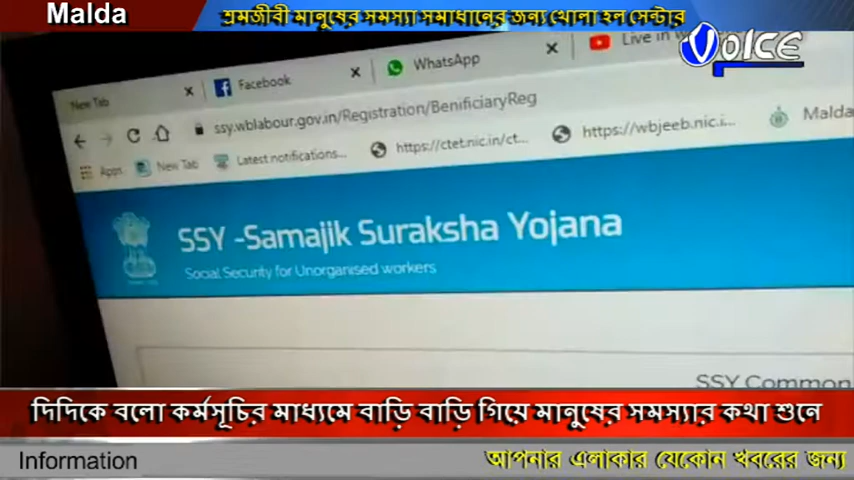 Malda
শ্রমজীবী মানুষের সমস্যা সমাধানের জন্য খোলা হল সেন্টার
VOICE
New Tab
Facebook
WhatsApp
Live in
ssy.wblabour.gov.in/Registration/BenificiaryReg
Apps
New Tab
Latest notifications...
https://ctet.nic.in/ct...
https://wbjeeb.nic.i...
Malda
SSY -Samajik Suraksha Yojana
Social Security for Unorganised workers
SSY Common
দিদিকে বলো কর্মসূচির মাধ্যমে বাড়ি বাড়ি গিয়ে মানুষের সমস্যার কথা শুনে
Information
আপনার এলাকার যেকোন খবরের জন্য